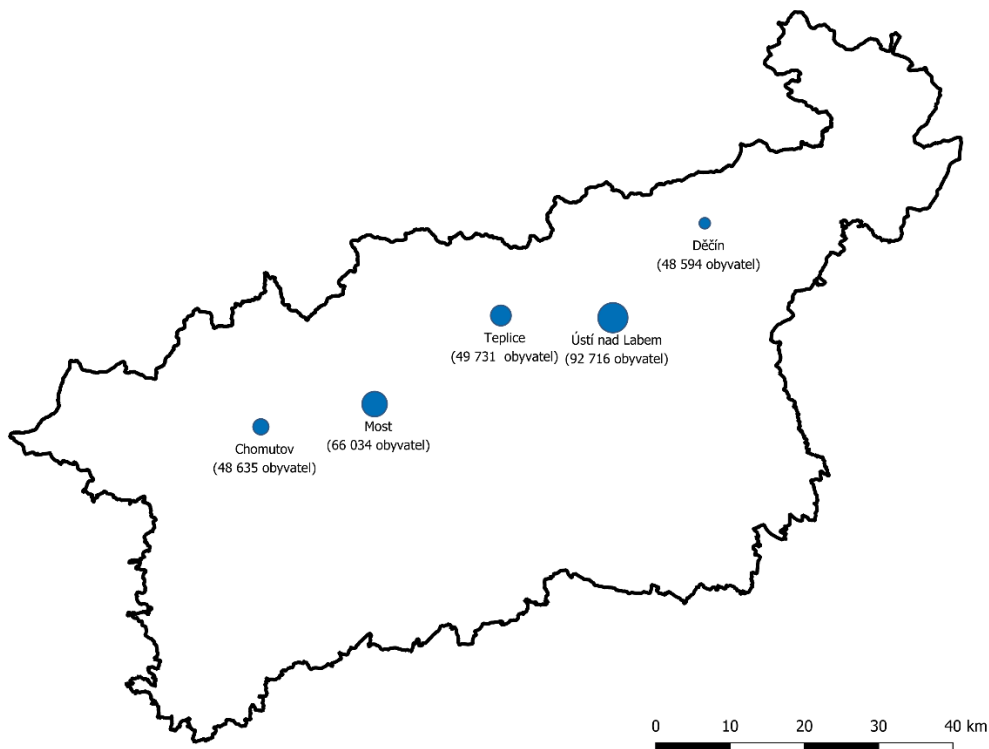 Děčín
(48 594 obyvatel)
Teplice
(49 731  obyvatel)
Ústí nad Labem
(92 716 obyvatel)
Most
(66 034 obyvatel)
Chomutov
(48 635 obyvatel)
0 10 20 30 40 km